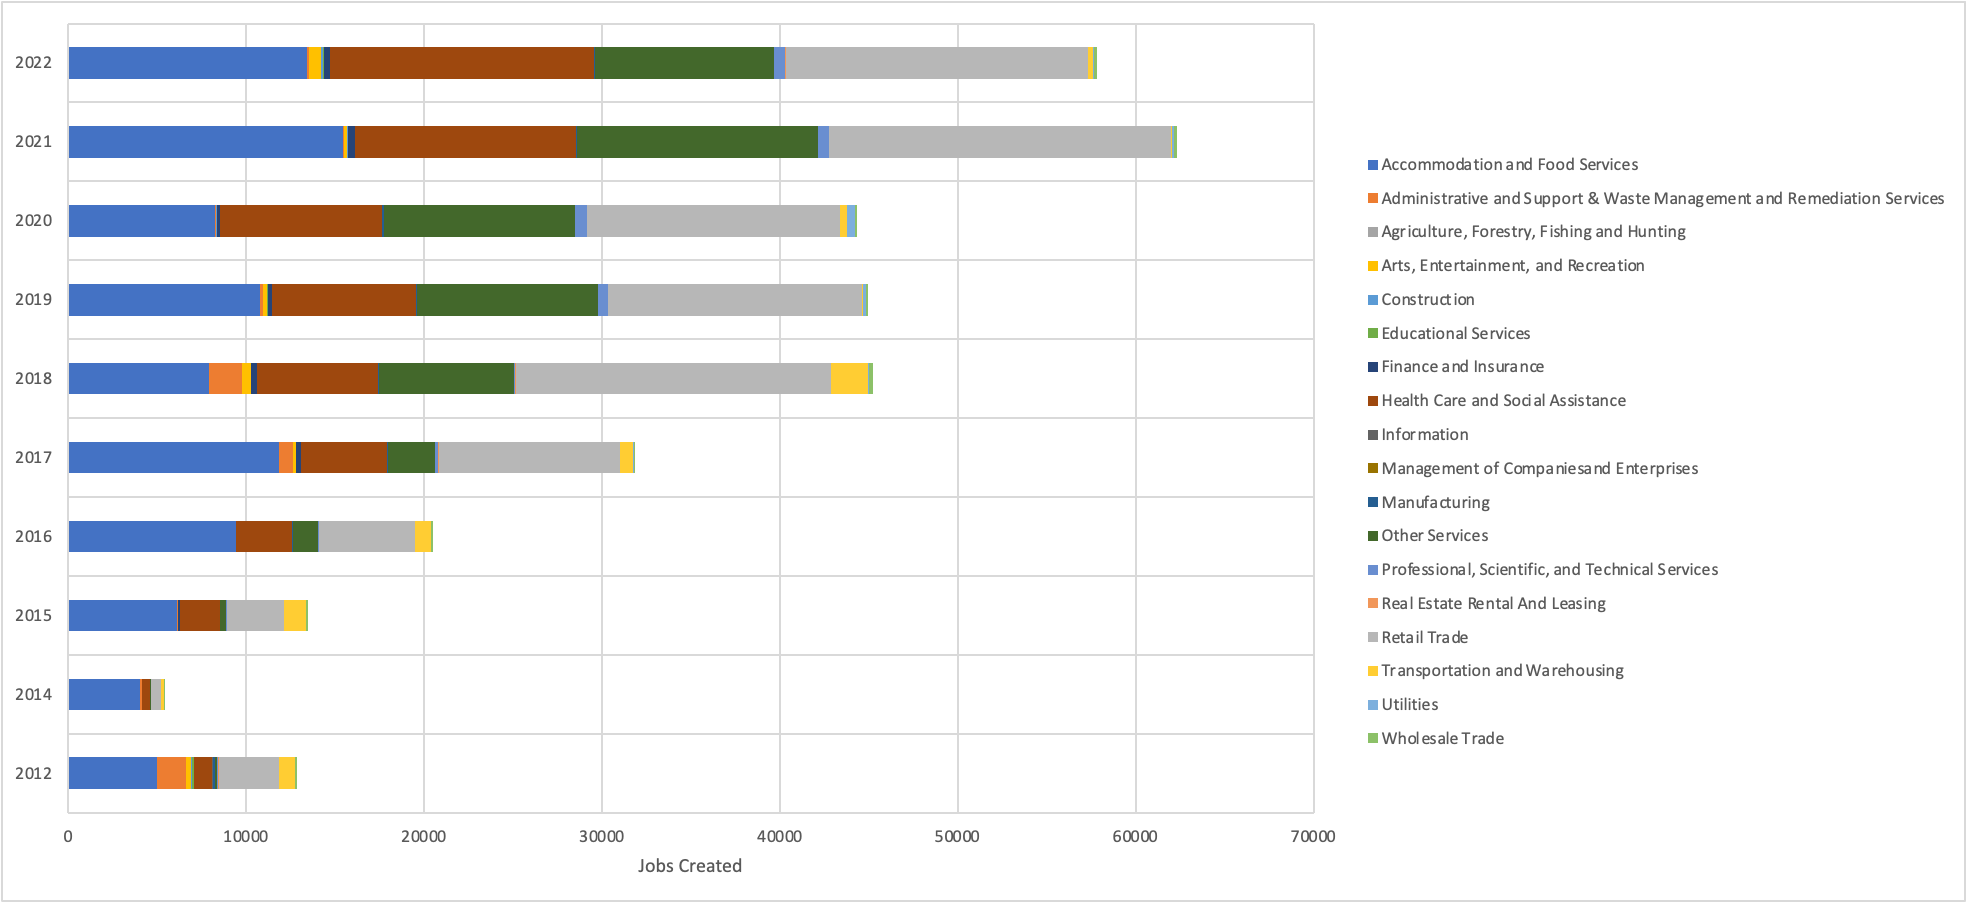 2022
2021
2020
2019
2018
2017
2016
2015
2014
2012
0 10000 20000 30000 40000 50000 60000 70000
Jobs Created
Accommodation and Food Services
Administrative and Support & Waste Management and Remediation Services
Agriculture, Forestry, Fishing and Hunting
Arts, Entertainment, and Recreation
Construction
Educational Services
Finance and Insurance
Health Care and Social Assistance
Information
Management of Companiesand Enterprises
Manufacturing
Other Services
Professional, Scientific, and Technical Services
Real Estate Rental And Leasing
Retail Trade
Transportation and Warehousing
Utilities
Wholesale Trade